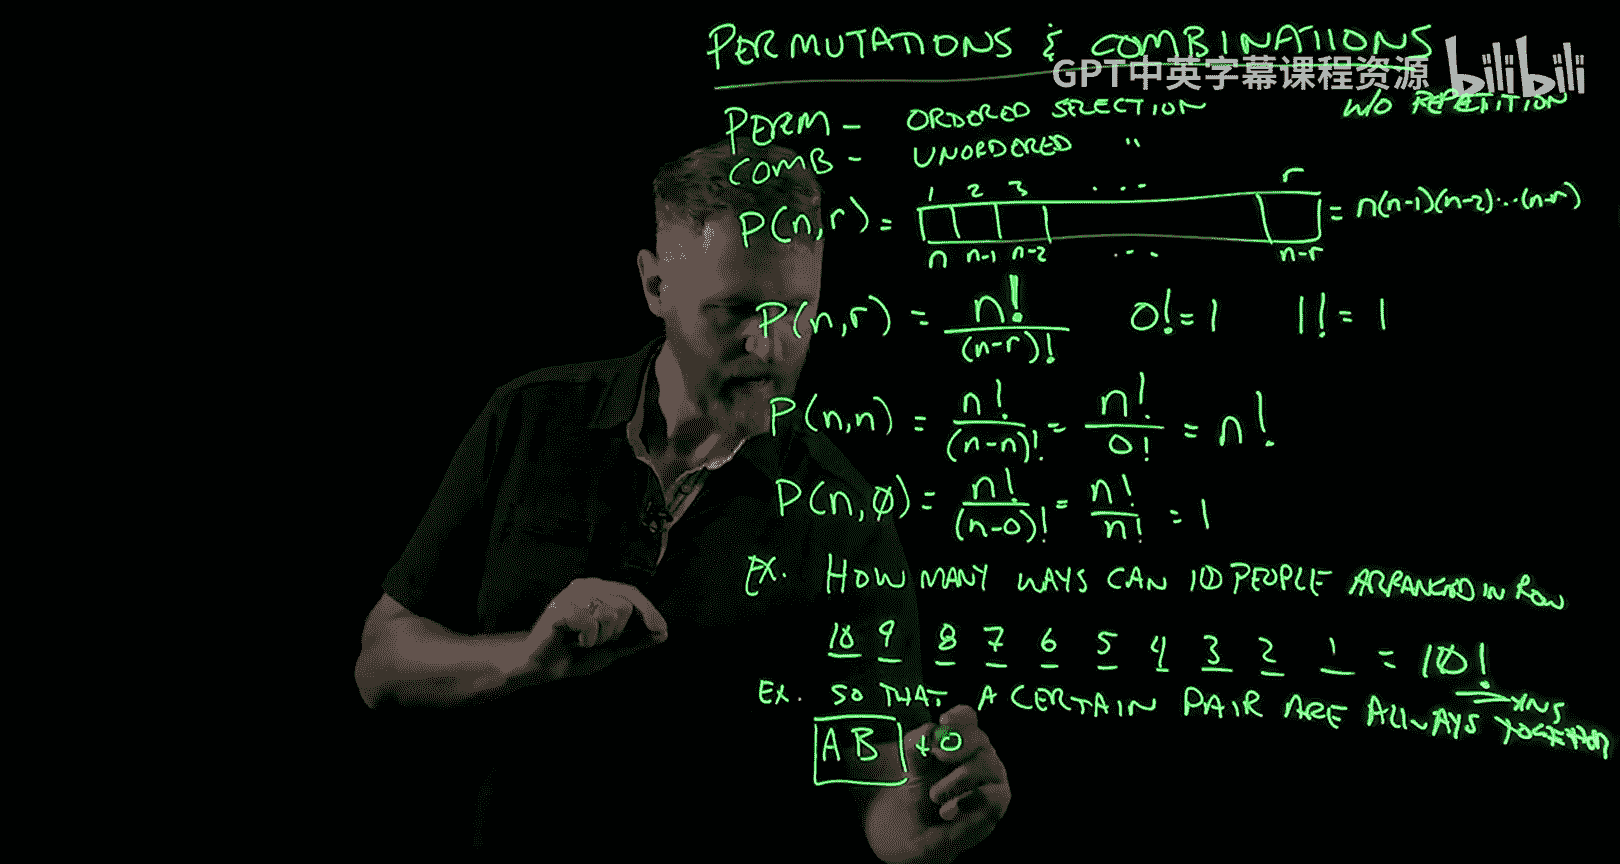 PERMUTATIONS & COMBINATIONS
GPT中英字幕课程资源 bilibili
PERM - ORDERED SELECTION W/O REPETITION
COMB - UNORDERED "
1 2 3 ... r
P(n,r) = = n(n-1)(n-2)...(n-r)
n n-1 n-2 ... n-r
P(n,r) = n!/(n-r)! 0! = 1 1! = 1
P(n,n) = n!/(n-n)! = n!/0! = n!
P(n,0) = n!/(n-0)! = n!/n! = 1
EX. HOW MANY WAYS CAN 10 PEOPLE ARRANGED IN ROW
10 9 8 7 6 5 4 3 2 1 = 10!
EX. SO THAT A CERTAIN PAIR ARE ALWAYS TOGETHER
AB + 0